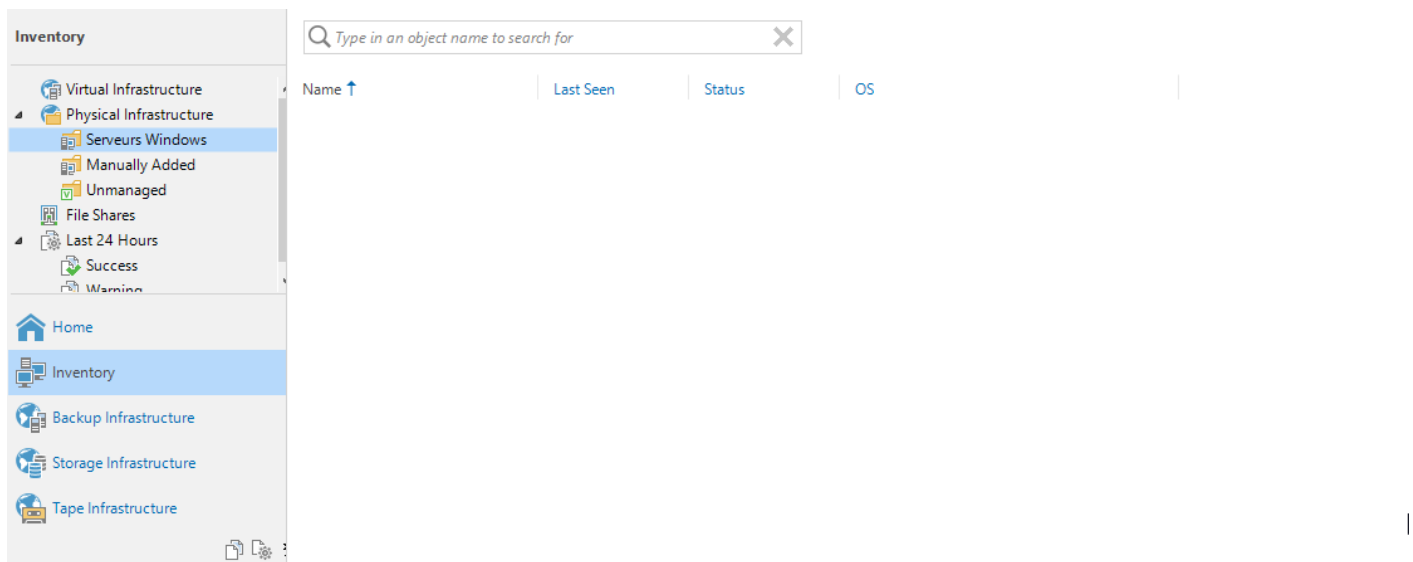 Inventory
Type in an object name to search for
Name
Last Seen
Status
OS
Virtual Infrastructure
Physical Infrastructure
Serveurs Windows
Manually Added
Unmanaged
File Shares
Last 24 Hours
Success
Warning
Home
Inventory
Backup Infrastructure
Storage Infrastructure
Tape Infrastructure